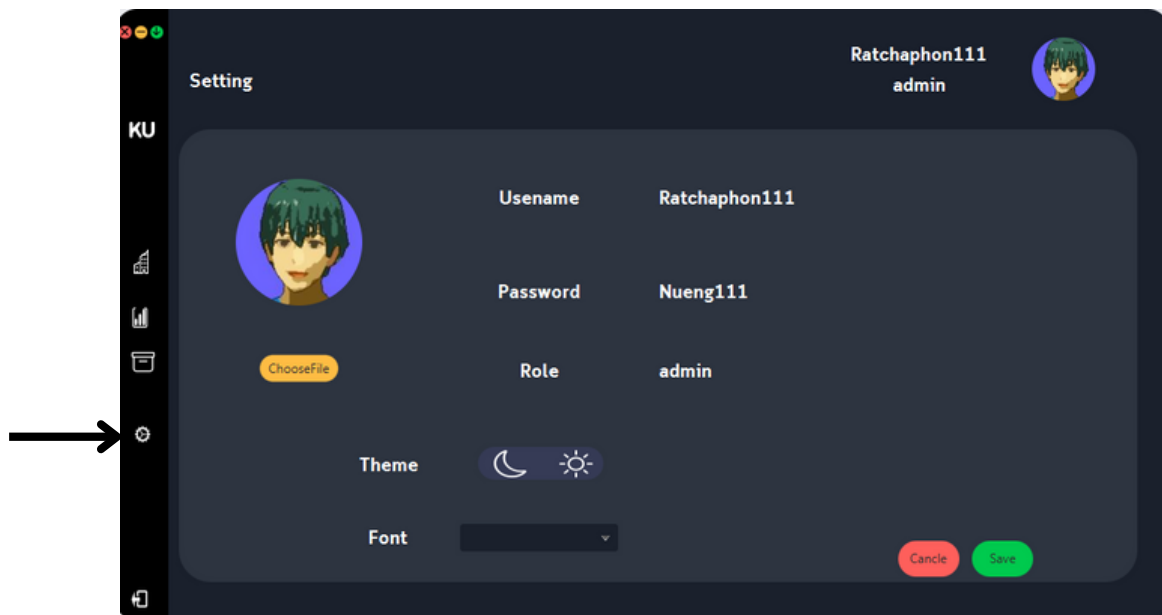 Ratchaphon111
admin
Setting
KU
Usename
Ratchaphon111
Password
Nueng111
ChooseFile
Role
admin
Theme
Font
Cancle
Save